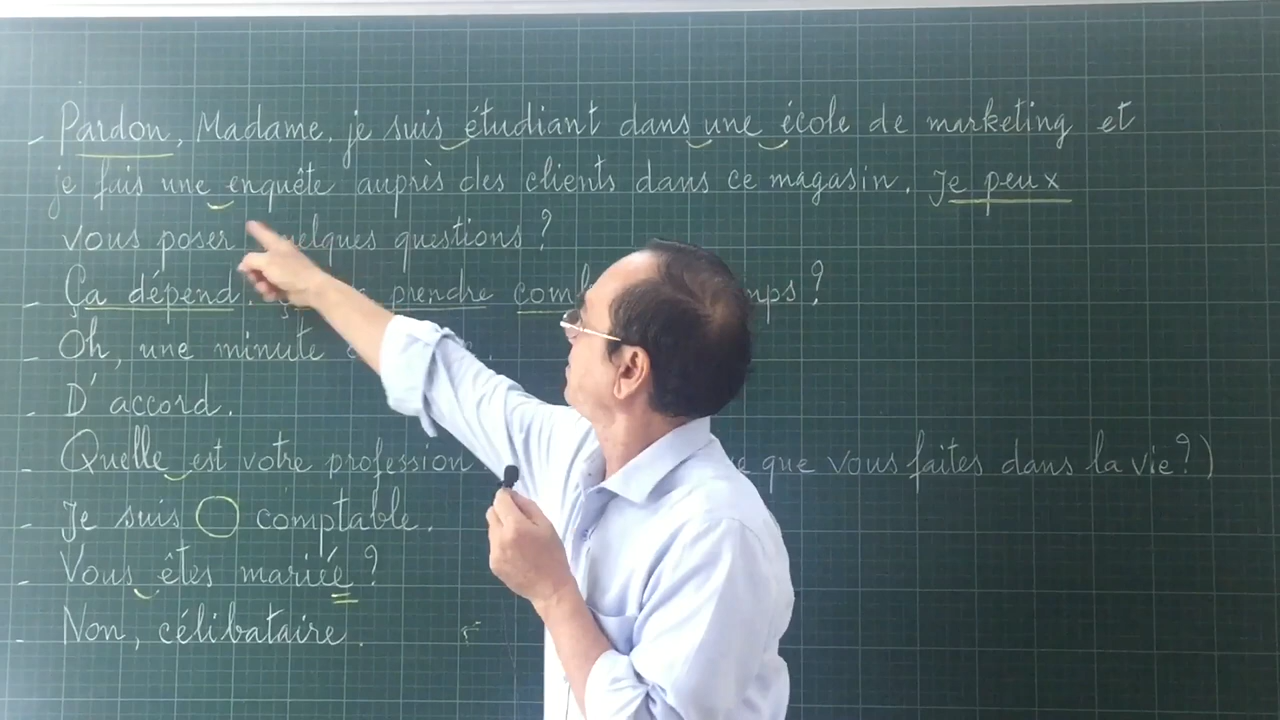 - Pardon, Madame, je suis étudiant dans une école de marketing et
je fais une enquête auprès des clients dans ce magasin. Je peux
vous poser quelques questions ?
- Ça dépend. prendre
- Oh, une minute
- D'accord.
- Quelle est votre profession que vous faites dans la vie ?)
- Je suis comptable.
- Vous êtes mariée ?
- Non, célibataire.